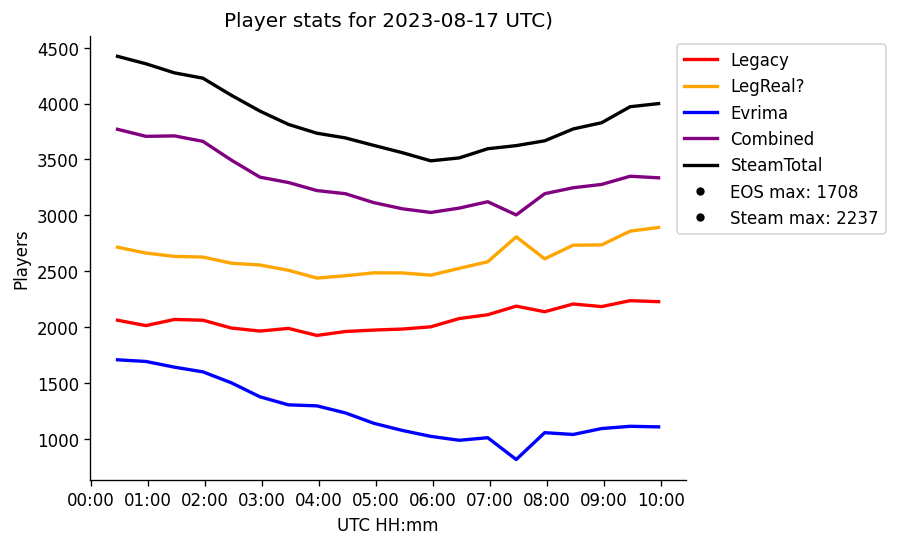 Player stats for 2023-08-17 UTC)
4500
4000
3500
3000
2500
2000
1500
1000
Players
00:00 01:00 02:00 03:00 04:00 05:00 06:00 07:00 08:00 09:00 10:00
UTC HH:mm
Legacy
LegReal?
Evrima
Combined
SteamTotal
EOS max: 1708
Steam max: 2237